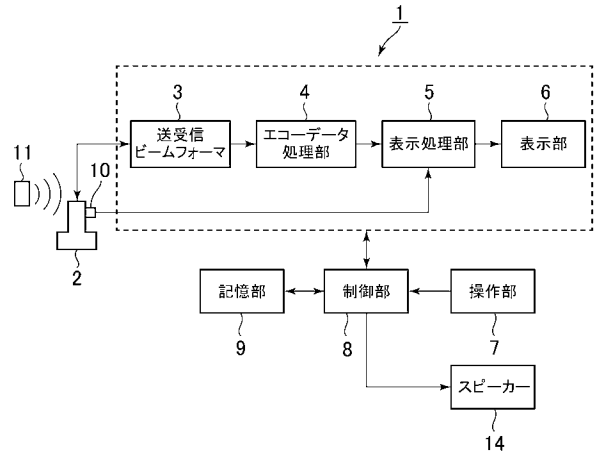 1
3
4
5
6
送受信
ビームフォーマ
エコーデータ
処理部
表示処理部
表示部
11
10
2
記憶部
制御部
操作部
9
8
7
スピーカー
14